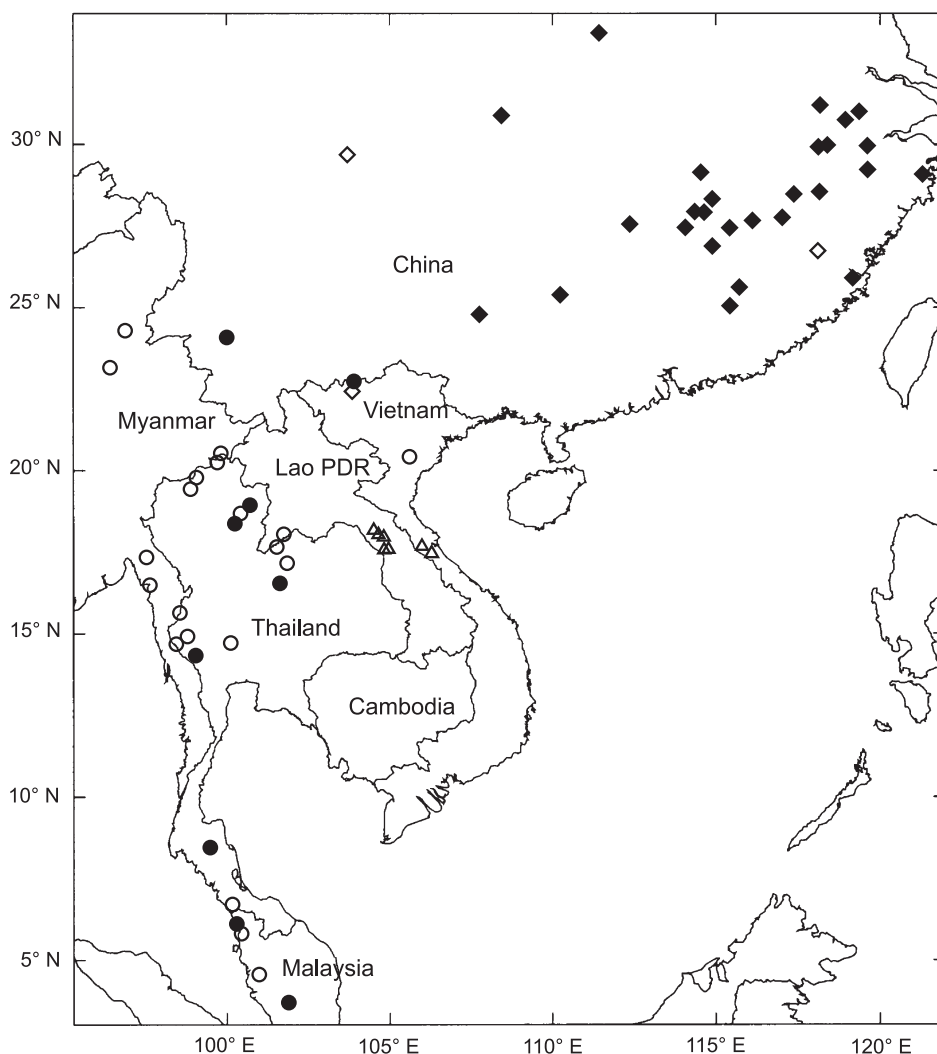 30° N
China
25° N
Myanmar
Vietnam
20° N
Lao PDR
15° N
Thailand
Cambodia
10° N
5° N
Malaysia
100° E
105° E
110° E
115° E
120° E